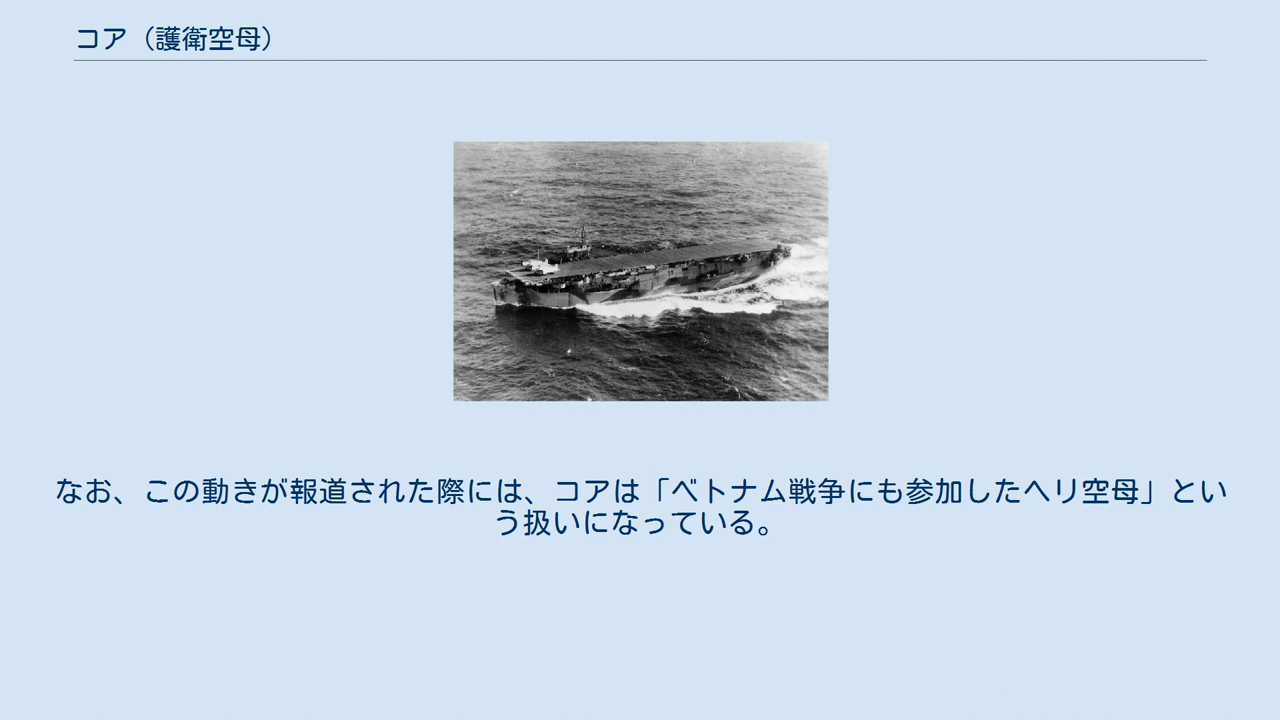 コア（護衛空母）
なお、この動きが報道された際には、コアは「ベトナム戦争にも参加したヘリ空母」とい
う扱いになっている。